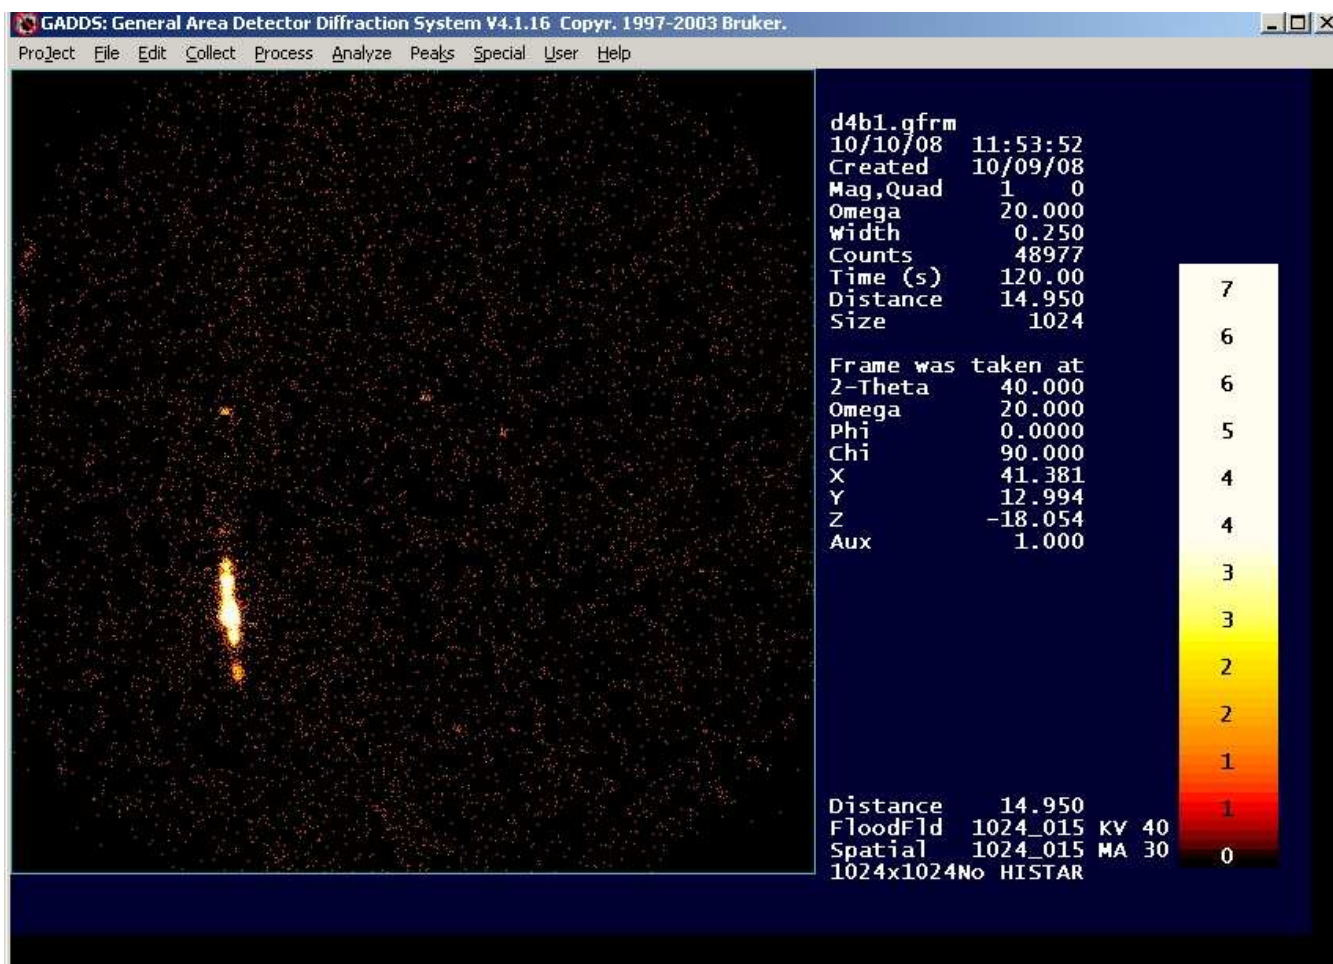 GADDS: General Area Detector Diffraction System V4.1.16 Copyr. 1997-2003 Bruker.
ProJect File Edit Collect Process Analyze Peaks Special User Help
d4b1.gfrm
10/10/08 11:53:52
Created 10/09/08
Mag,Quad 1 0
Omega 20.000
Width 0.250
Counts 48977
Time (s) 120.00
Distance 14.950
Size 1024
Frame was taken at
2-Theta 40.000
Omega 20.000
Phi 0.0000
Chi 90.000
X 41.381
Y 12.994
Z -18.054
Aux 1.000
Distance 14.950
FloodFld 1024_015 KV 40
Spatial 1024_015 MA 30
1024x1024No HISTAR
7
6
6
5
4
4
3
3
2
2
1
1
0